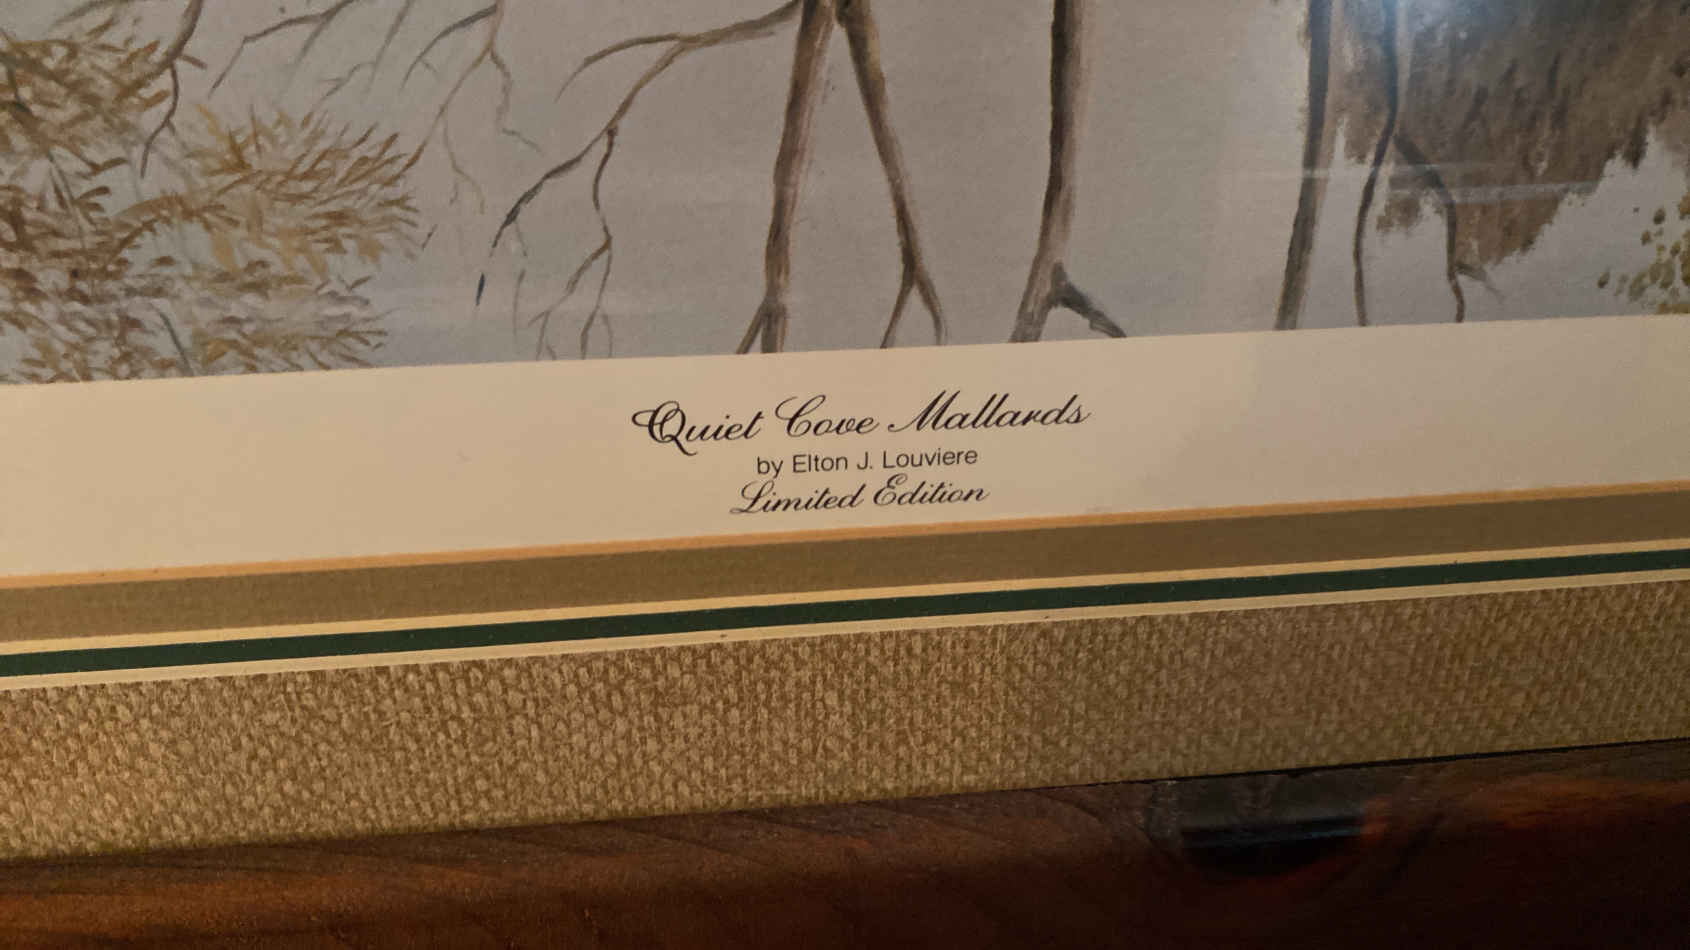 Quiet Cove Mallards
by Elton J. Louviere
Limited Edition